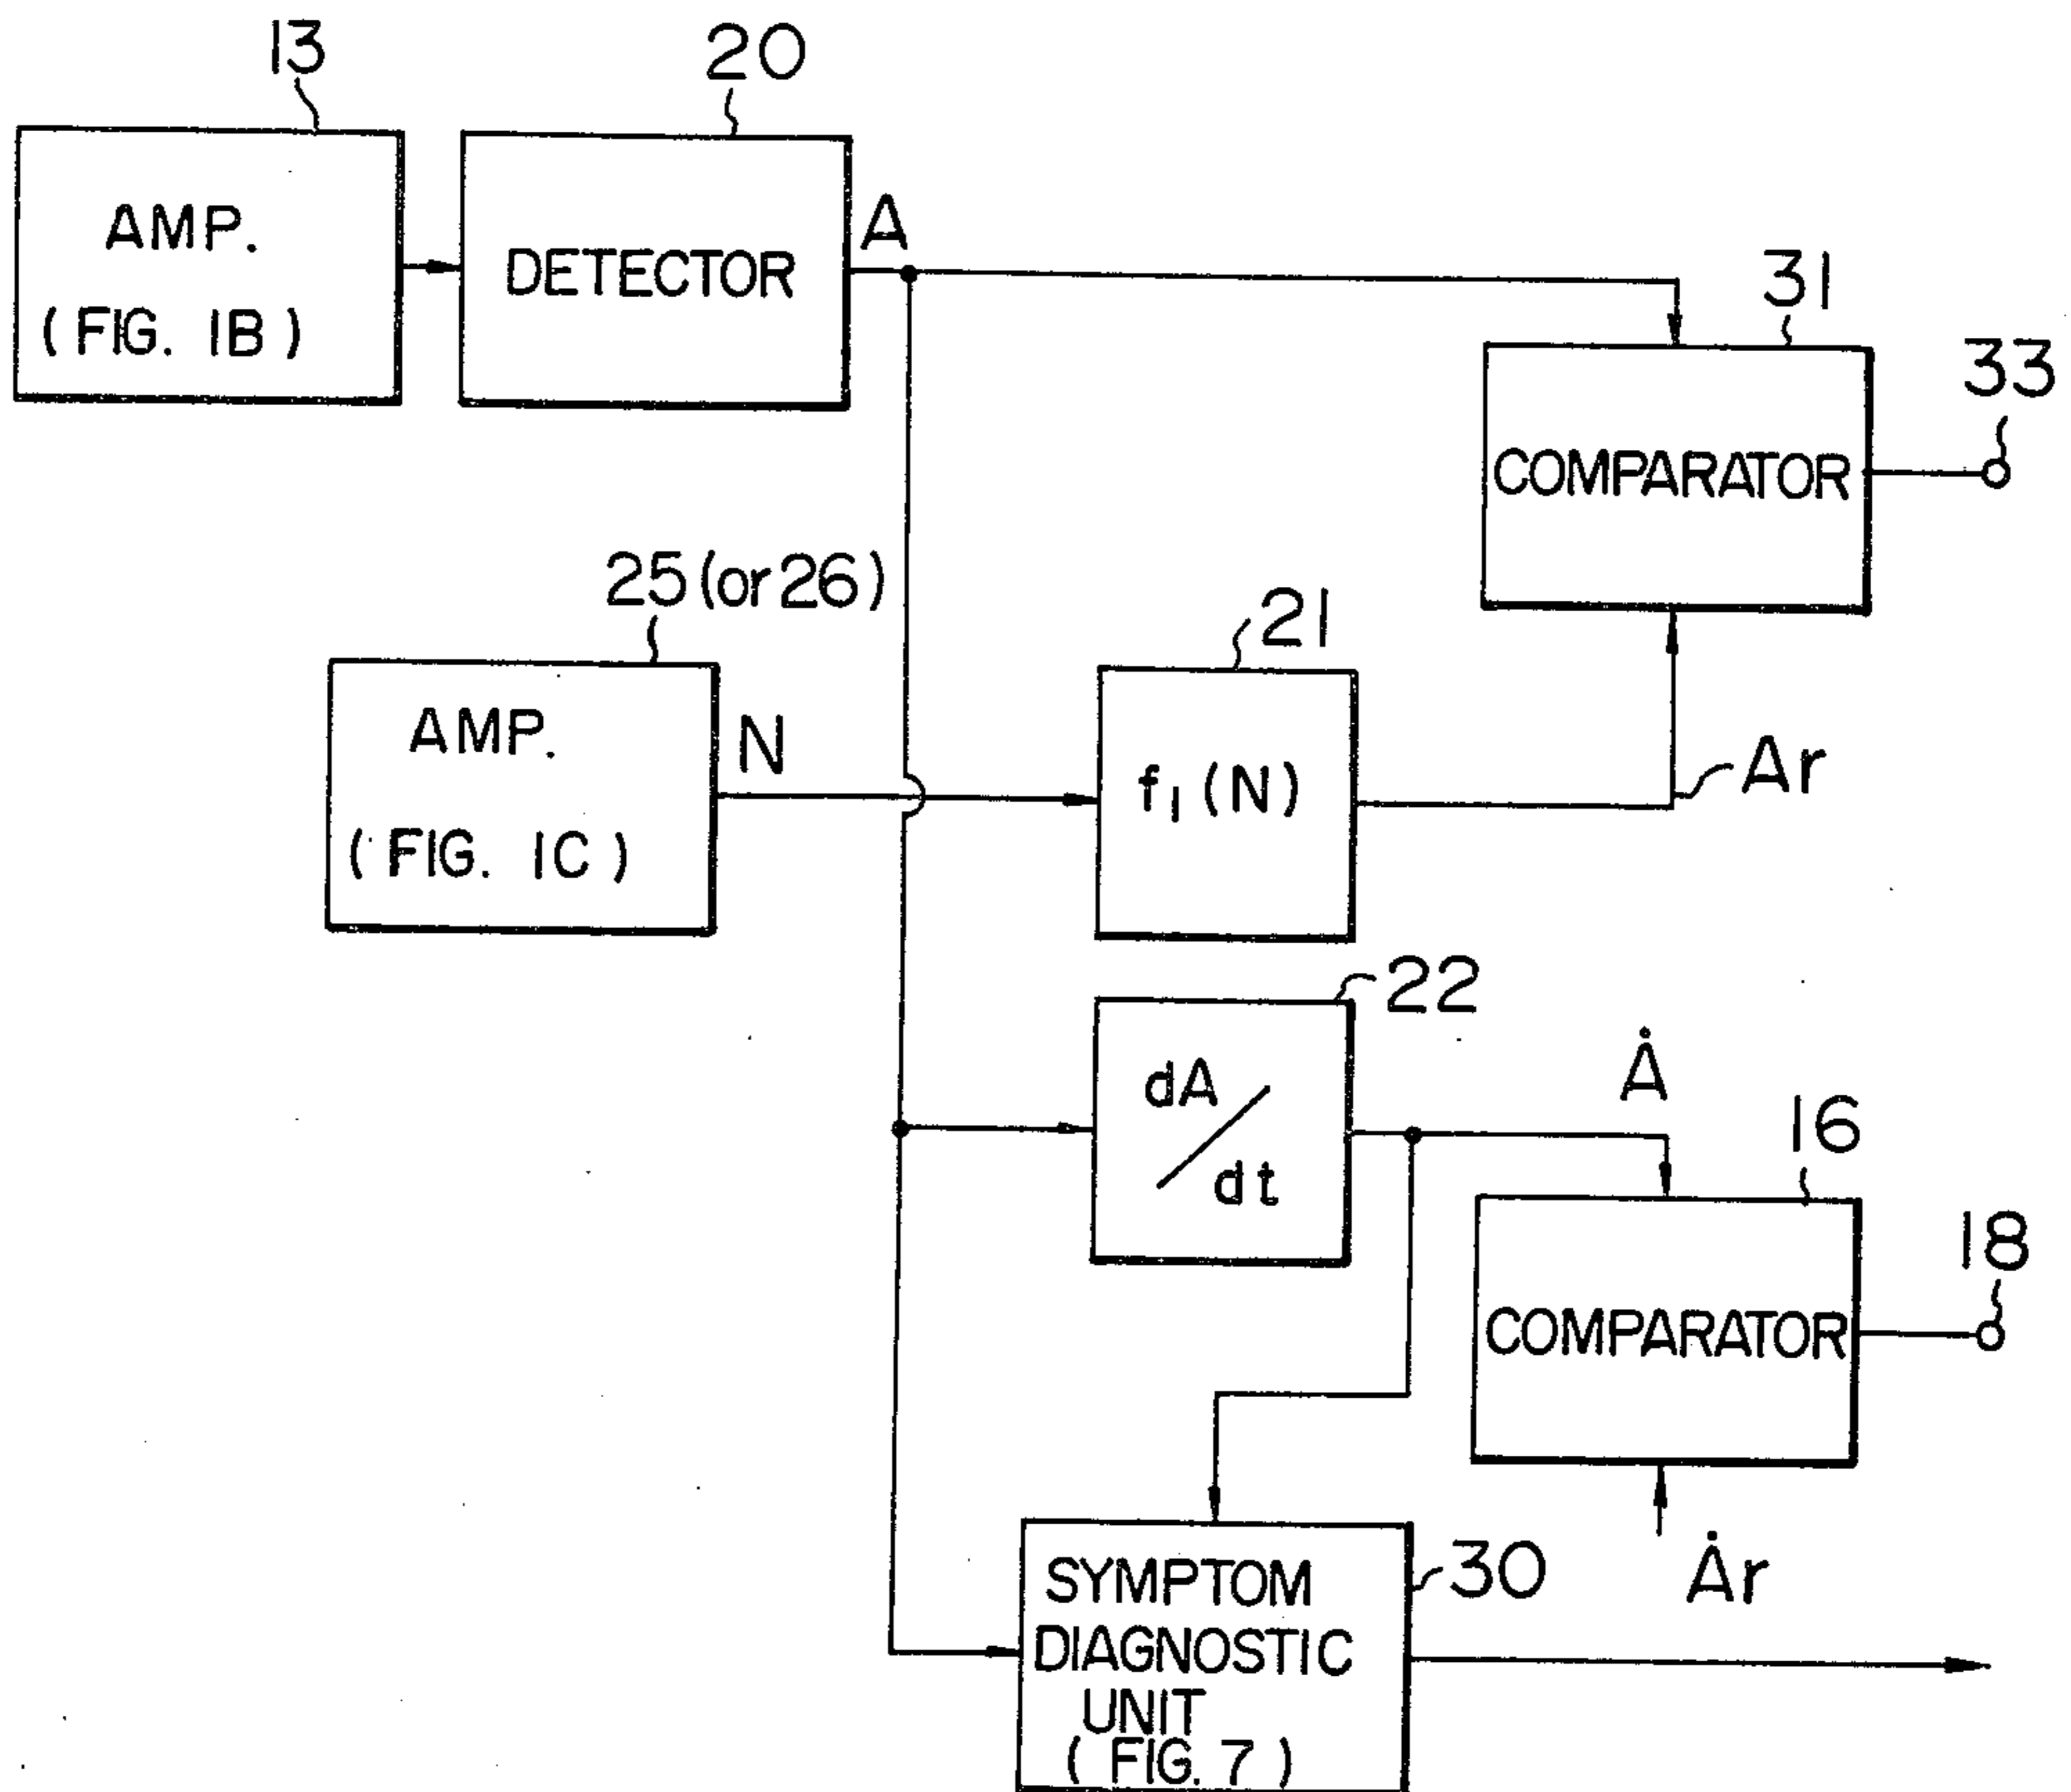 13
20
AMP.
(FIG. 1B)
DETECTOR
A
31
33
COMPARATOR
25 (or 26)
21
AMP.
(FIG. 1C)
N
f₁(N)
Ar
22
dA/dt
Ȧ
16
18
COMPARATOR
Ȧr
SYMPTOM
DIAGNOSTIC
UNIT
(FIG. 7)
30